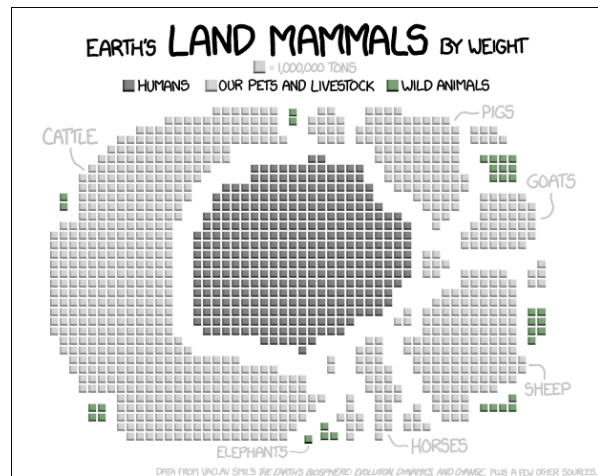 EARTH'S LAND MAMMALS BY WEIGHT
= 1,000,000 TONS
HUMANS OUR PETS AND LIVESTOCK WILD ANIMALS
PIGS
CATTLE
GOATS
SHEEP
HORSES
ELEPHANTS
DATA FROM VACLAV SMIL'S THE EARTH'S BIOSPHERE: EVOLUTION, DYNAMICS, AND CHANGE, PLUS A FEW OTHER SOURCES.